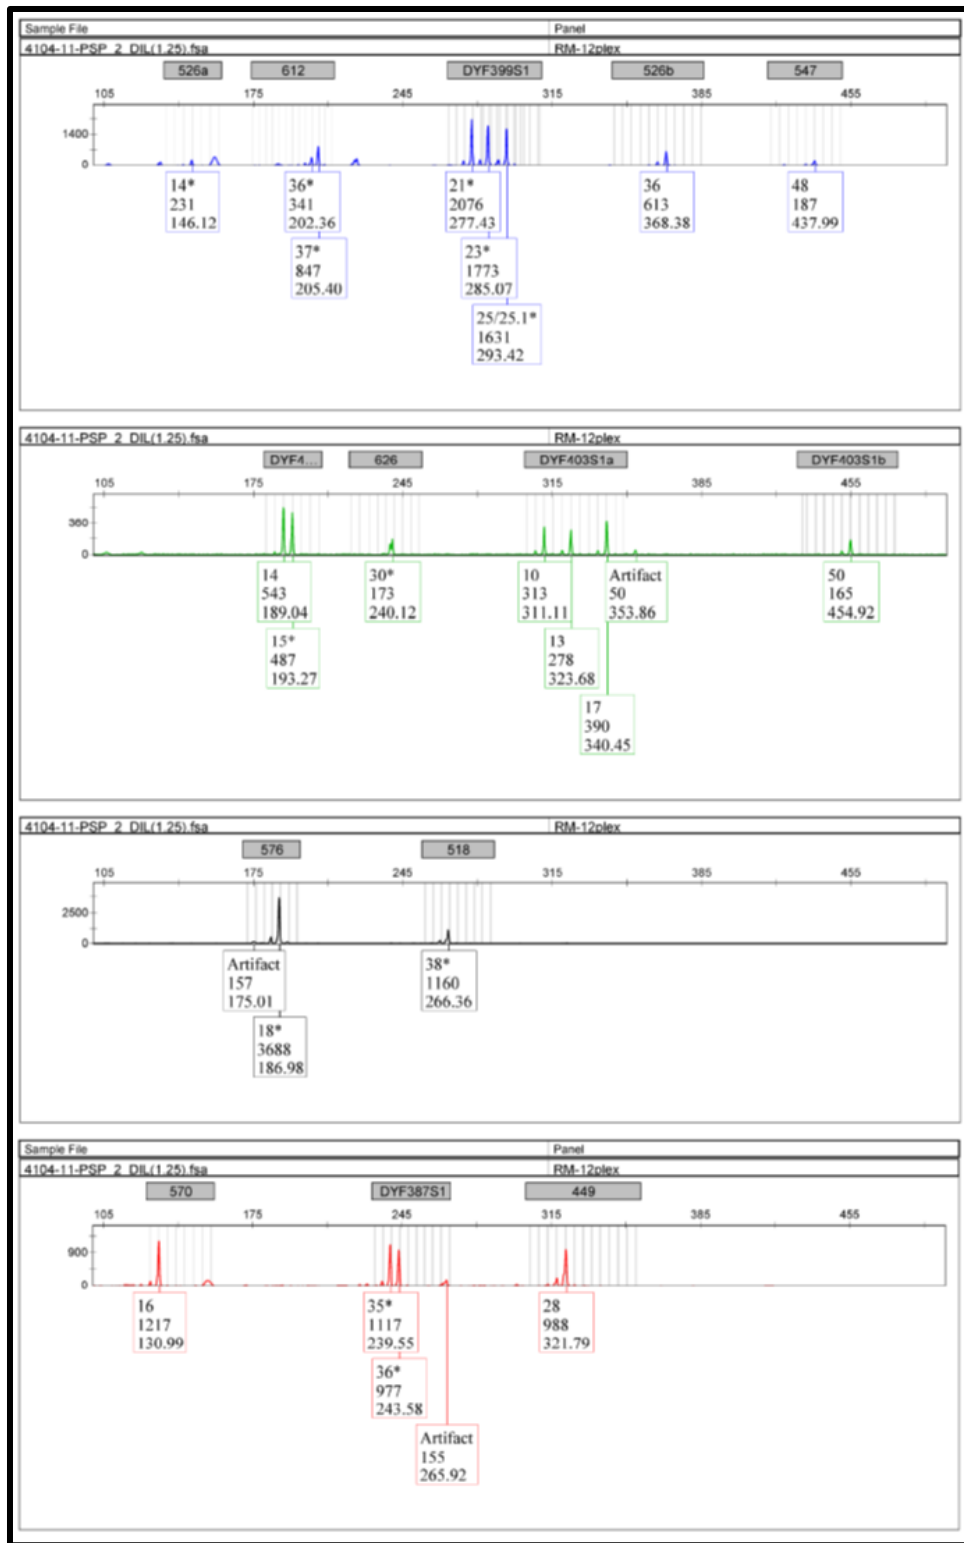 Sample File Panel
4104-11-PSP_2_DIL(1.25).fsa RM-12plex
526a 612 DYF399S1 526b 547
105 175 245 315 385 455
1400
0
14* 36* 21* 36 48
231 341 2076 613 187
146.12 202.36 277.43 368.38 437.99
37* 23*
847 1773
205.40 285.07
25/25.1*
1631
293.42
4104-11-PSP_2_DIL(1.25).fsa RM-12plex
DYF4... 626 DYF403S1a DYF403S1b
105 175 245 315 385 455
360
0
14 30* 10 Artifact 50
543 173 313 50 165
189.04 240.12 311.11 353.86 454.92
15* 13
487 278
193.27 323.68
17
390
340.45
4104-11-PSP_2_DIL(1.25).fsa RM-12plex
576 518
105 175 245 315 385 455
2500
0
Artifact 38*
157 1160
175.01 266.36
18*
3688
186.98
Sample File Panel
4104-11-PSP_2_DIL(1.25).fsa RM-12plex
570 DYF387S1 449
105 175 245 315 385 455
900
0
16 35* 28
1217 1117 988
130.99 239.55 321.79
36*
977
243.58
Artifact
155
265.92